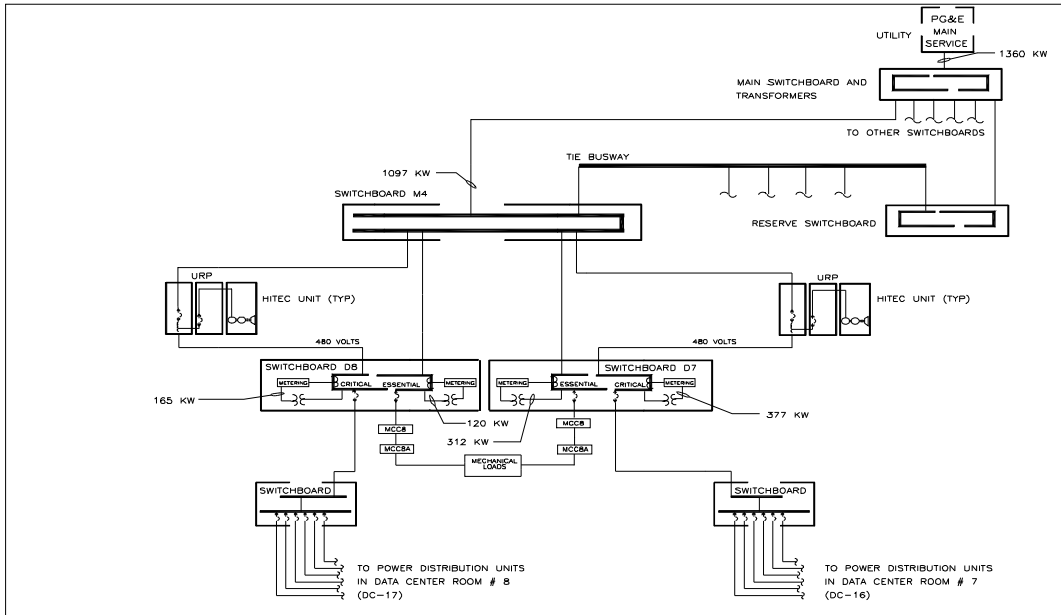 PG&E
MAIN
SERVICE
UTILITY
1360 KW
MAIN SWITCHBOARD AND
TRANSFORMERS
TO OTHER SWITCHBOARDS
TIE BUSWAY
1097 KW
SWITCHBOARD M4
RESERVE SWITCHBOARD
URP
HITEC UNIT (TYP)
URP
HITEC UNIT (TYP)
480 VOLTS
480 VOLTS
SWITCHBOARD D8
METERING
CRITICAL
ESSENTIAL
METERING
SWITCHBOARD D7
METERING
ESSENTIAL
CRITICAL
METERING
165 KW
120 KW
312 KW
377 KW
MCC8
MCC8A
MCC8
MCC8A
MECHANICAL
LOADS
SWITCHBOARD
SWITCHBOARD
TO POWER DISTRIBUTION UNITS
IN DATA CENTER ROOM # 8
(DC-17)
TO POWER DISTRIBUTION UNITS
IN DATA CENTER ROOM # 7
(DC-16)